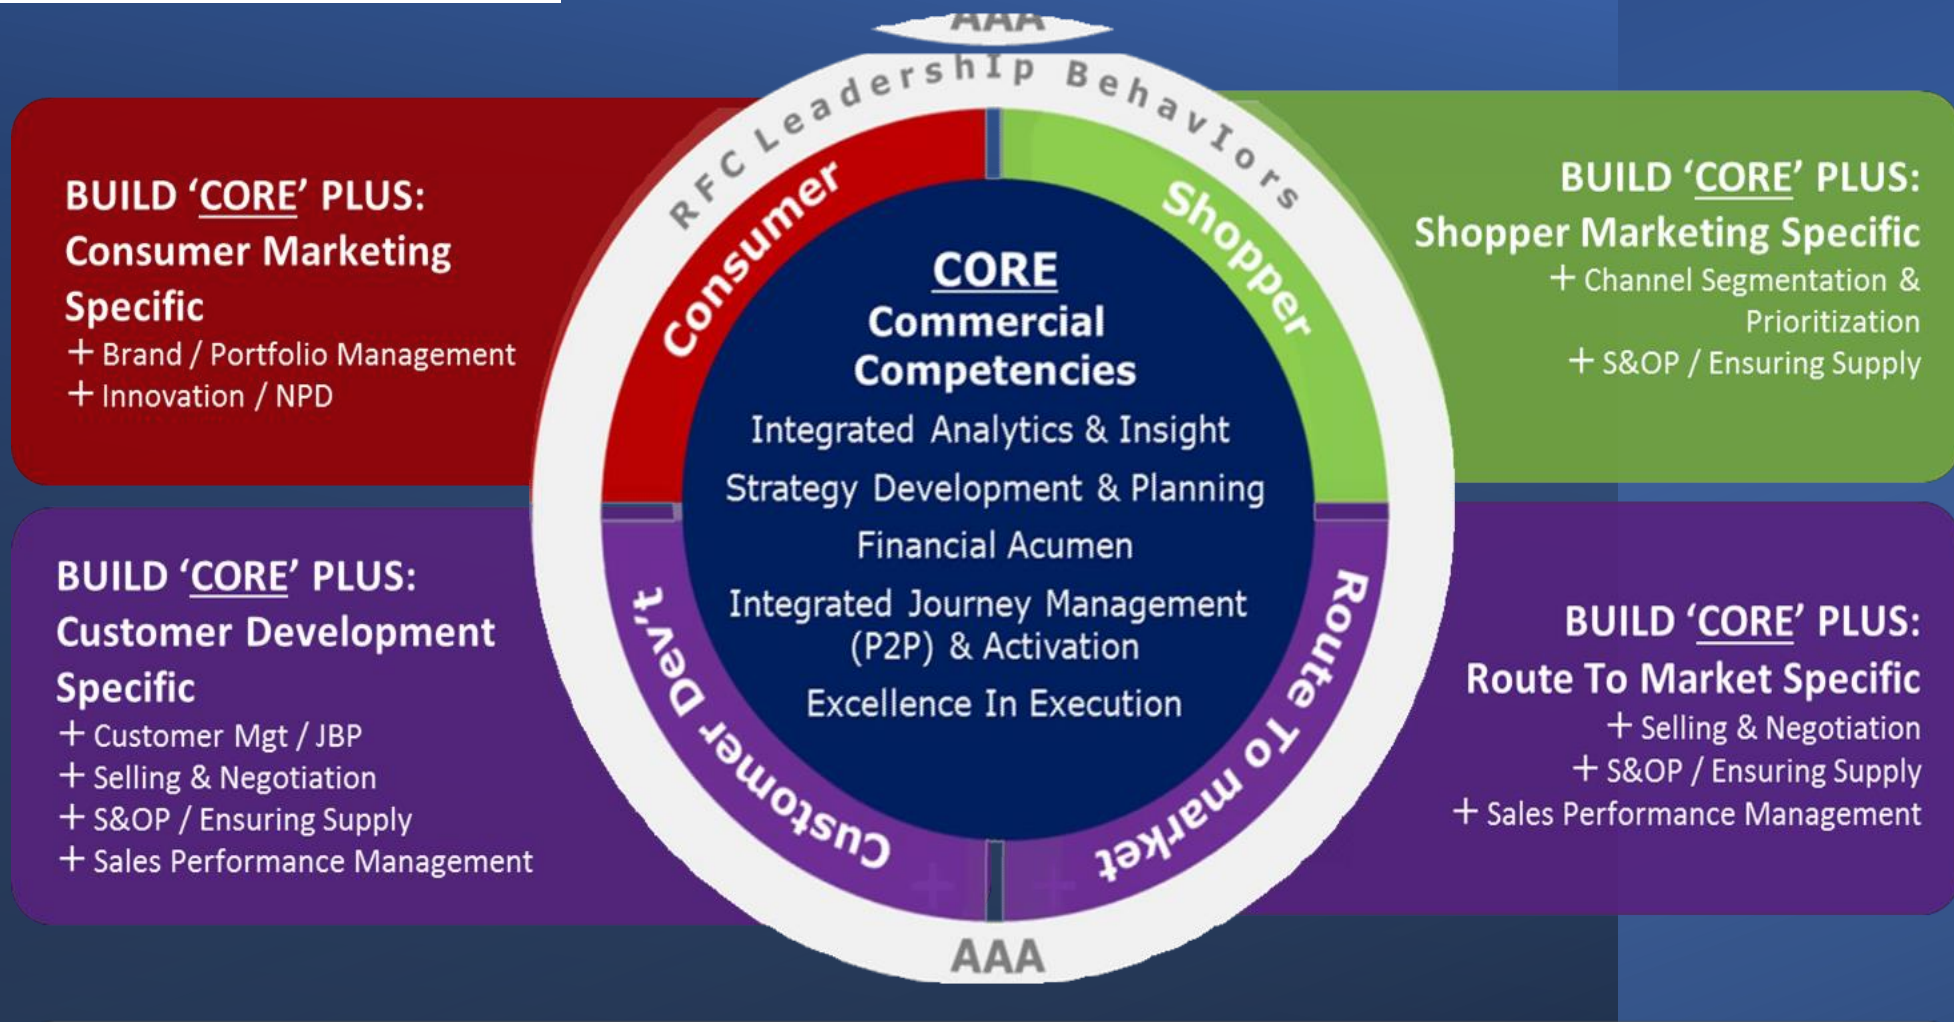 AAA
RFC LeadershIp BehavIors
BUILD ‘CORE’ PLUS:
Consumer Marketing
Specific
+ Brand / Portfolio Management
+ Innovation / NPD
BUILD ‘CORE’ PLUS:
Shopper Marketing Specific
+ Channel Segmentation &
Prioritization
+ S&OP / Ensuring Supply
Consumer
Shopper
CORE
Commercial
Competencies
Integrated Analytics & Insight
Strategy Development & Planning
Financial Acumen
Integrated Journey Management
(P2P) & Activation
Excellence In Execution
Customer Dev't
Route To market
BUILD ‘CORE’ PLUS:
Customer Development
Specific
+ Customer Mgt / JBP
+ Selling & Negotiation
+ S&OP / Ensuring Supply
+ Sales Performance Management
BUILD ‘CORE’ PLUS:
Route To Market Specific
+ Selling & Negotiation
+ S&OP / Ensuring Supply
+ Sales Performance Management
AAA